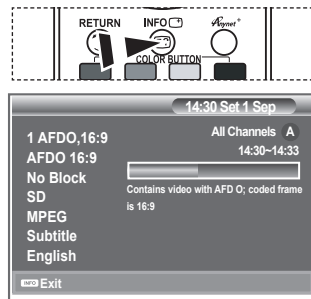 RETURN INFO Anynet+
COLOR BUTTON
14:30 Set 1 Sep
All Channels A
14:30~14:33
1 AFDO,16:9
AFDO 16:9
No Block
SD
MPEG
Subtitle
English
Contains video with AFD O; coded frame
is 16:9
INFO Exit